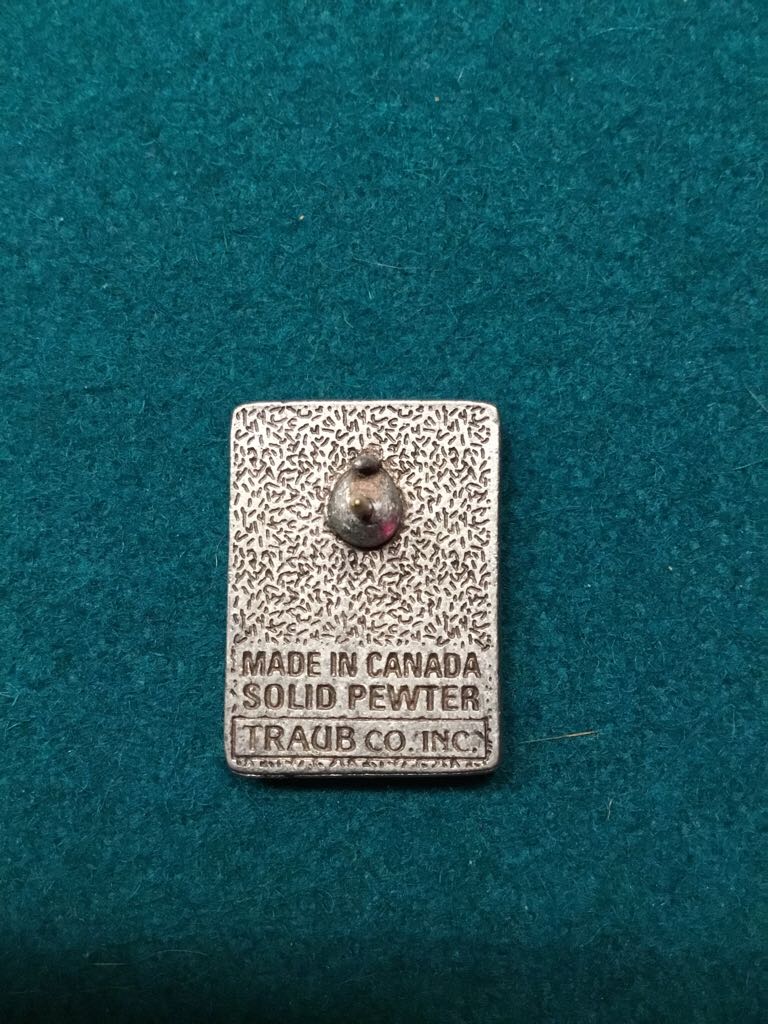 MADE IN CANADA
SOLID PEWTER
TRAUB CO. INC.